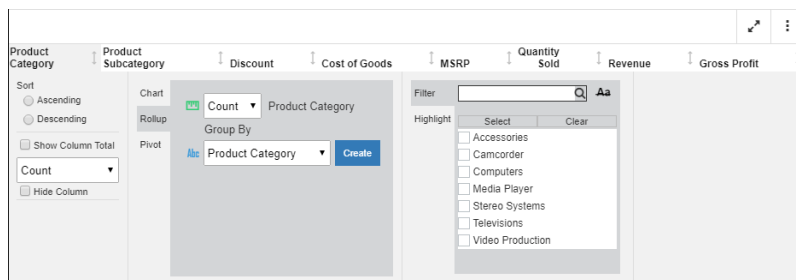 Product Category
Product Subcategory
Discount
Cost of Goods
MSRP
Quantity Sold
Revenue
Gross Profit
Sort
Ascending
Descending
Show Column Total
Count
Hide Column
Chart
Rollup
Pivot
Count Product Category
Group By
Abc Product Category Create
Filter
Aa
Highlight
Select Clear
Accessories
Camcorder
Computers
Media Player
Stereo Systems
Televisions
Video Production